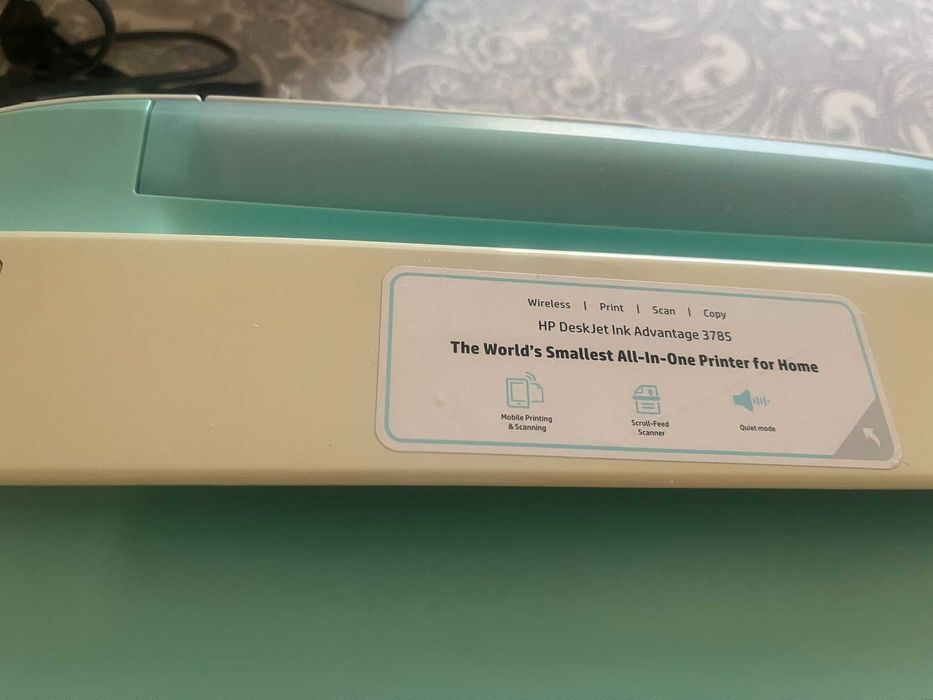 Wireless | Print | Scan | Copy
HP DeskJet Ink Advantage 3785
The World's Smallest All-In-One Printer for Home
Mobile Printing
& Scanning
Scroll-Feed
Scanner
Quiet mode